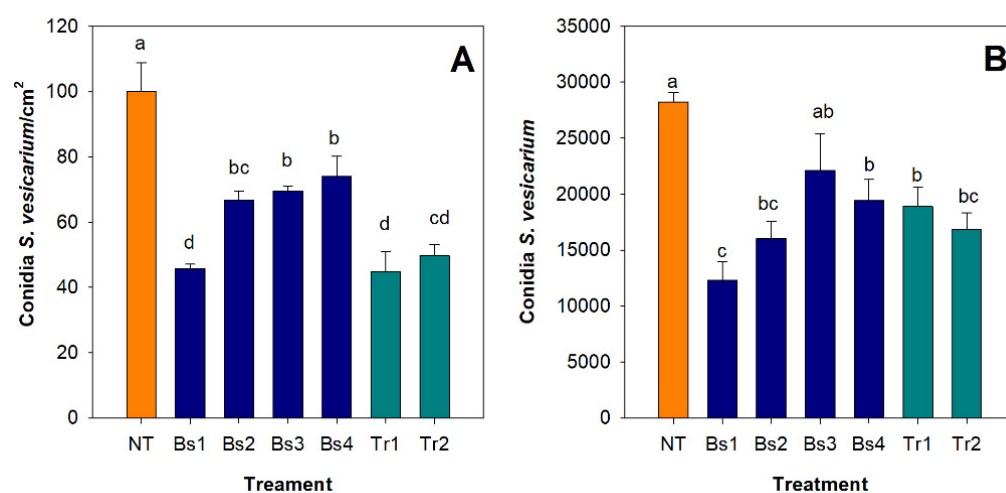 A
Conidia S. vesicarium/cm²
120
100
80
60
40
20
0
a
d
bc
b
b
d
cd
NT Bs1 Bs2 Bs3 Bs4 Tr1 Tr2
Treament
B
Conidia S. vesicarium
35000
30000
25000
20000
15000
10000
5000
0
a
c
bc
ab
b
b
bc
NT Bs1 Bs2 Bs3 Bs4 Tr1 Tr2
Treatment